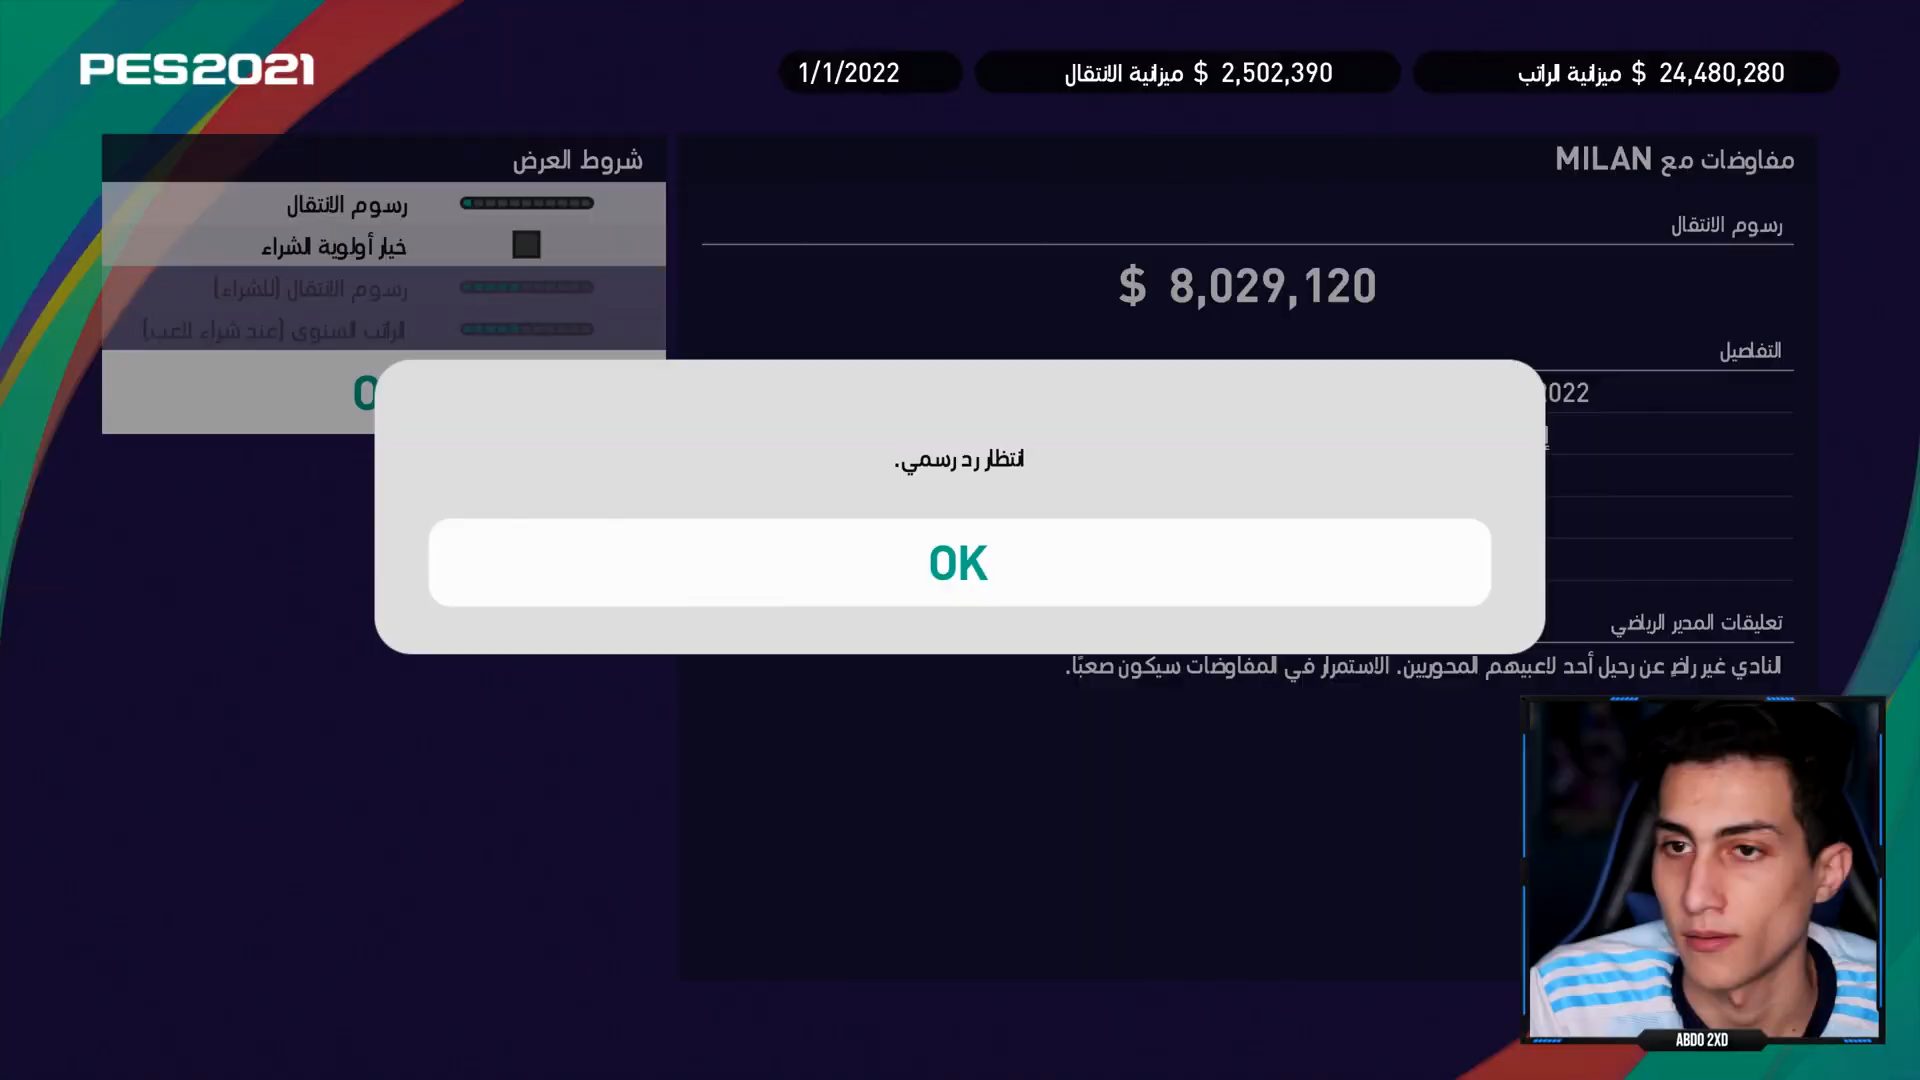 PES2021
1/1/2022
ميزانية الانتقال $ 2,502,390
ميزانية الراتب $ 24,480,280
شروط العرض
رسوم الانتقال
خيار أولوية الشراء
رسوم الانتقال (للشراء)
الراتب السنوي (عند شراء لاعب)
مفاوضات مع MILAN
رسوم الانتقال
$ 8,029,120
التفاصيل
2022
انتظار رد رسمي.
OK
تعليقات المدير الرياضي
النادي غير راضٍ عن رحيل أحد لاعبيهم المحوريين. الاستمرار في المفاوضات سيكون صعبًا.
ABDO 2XD